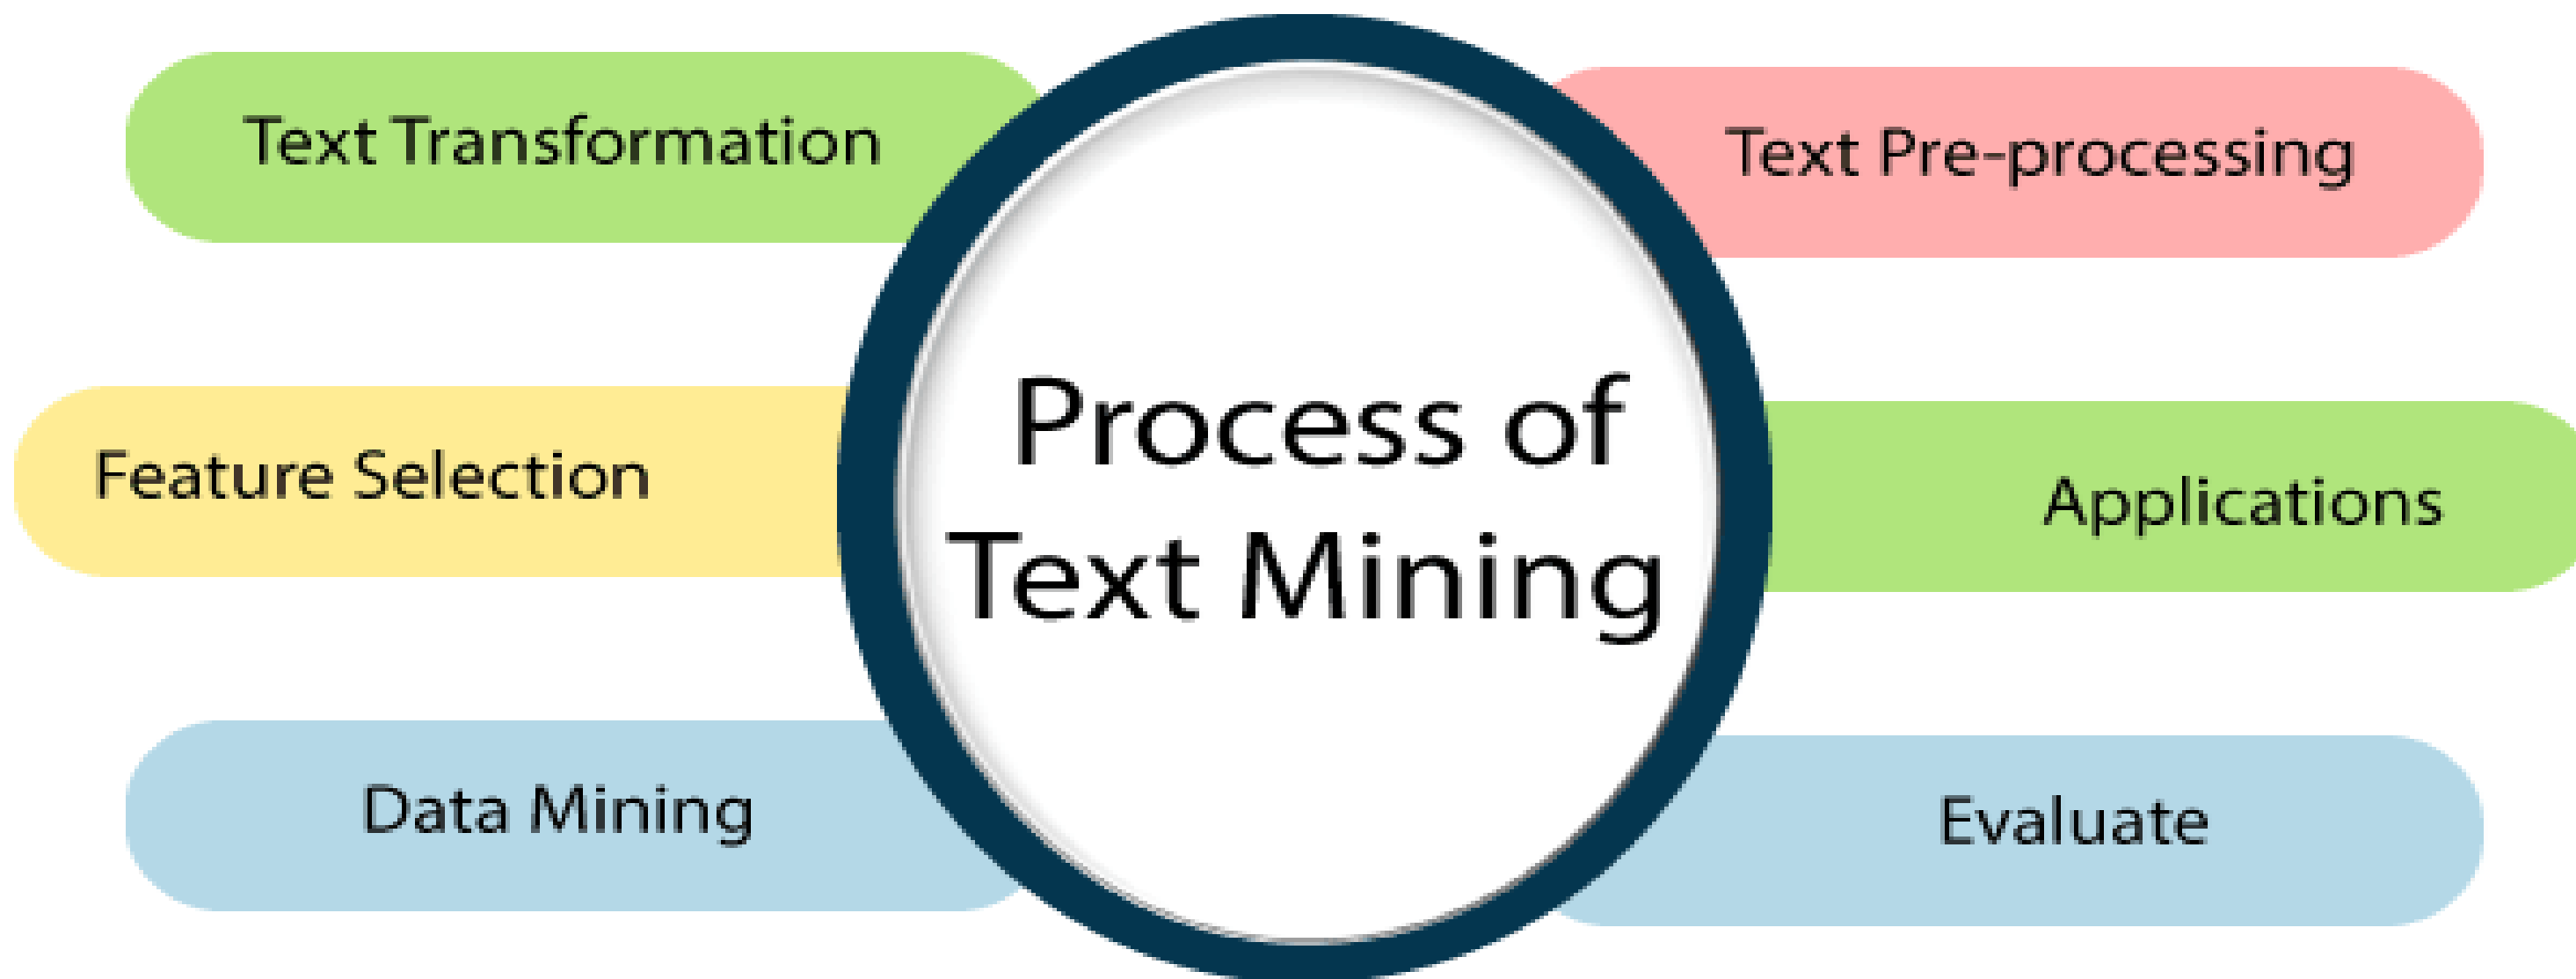 Text Transformation
Text Pre-processing
Process of
Text Mining
Feature Selection
Applications
Data Mining
Evaluate